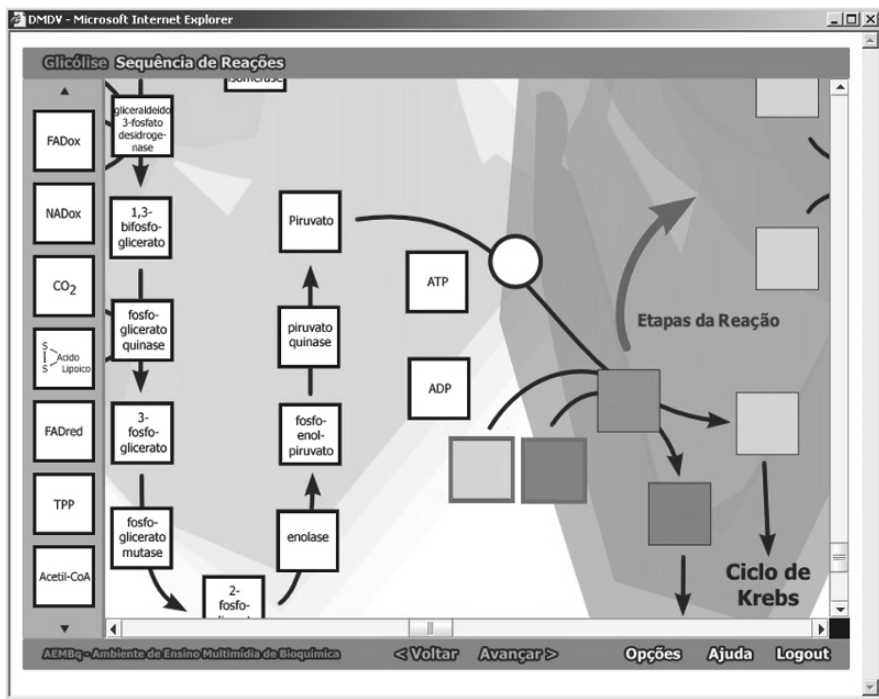 DMDV - Microsoft Internet Explorer
Glicólise Sequência de Reações
FADox
NADox
CO2
S
S
Acido
Lipoico
FADred
TPP
Acetil-CoA
isomerase
gliceraldeido
3-fosfato
desidroge-
nase
1,3-
bifosfo-
glicerato
fosfo-
glicerato
quinase
3-
fosfo-
glicerato
fosfo-
glicerato
mutase
2-
fosfo-
glicerato
enolase
fosfo-
enol-
piruvato
piruvato
quinase
Piruvato
ATP
ADP
Etapas da Reação
Ciclo de
Krebs
AEMBq - Ambiente de Ensino Multimídia de Bioquímica
< Voltar
Avançar >
Opções
Ajuda
Logout